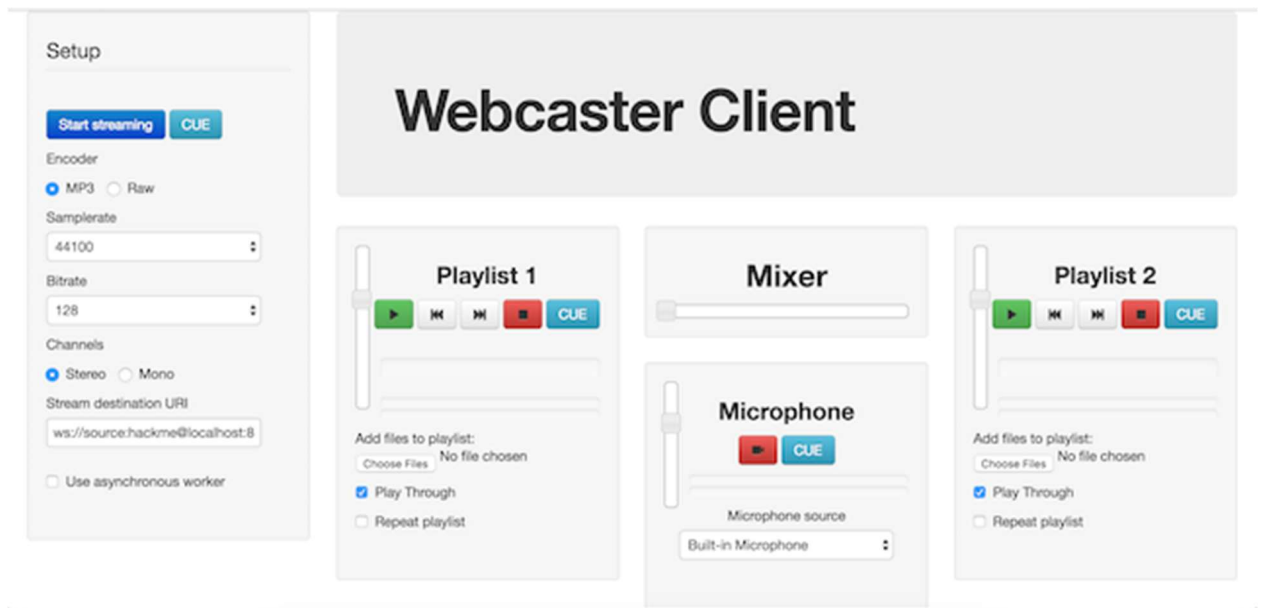 Setup
Start streaming CUE
Encoder
MP3 Raw
Samplerate
44100
Bitrate
128
Channels
Stereo Mono
Stream destination URI
ws://source:hackme@localhost:8
Use asynchronous worker
Webcaster Client
Playlist 1
CUE
Add files to playlist:
Choose Files No file chosen
Play Through
Repeat playlist
Mixer
Microphone
CUE
Microphone source
Built-in Microphone
Playlist 2
CUE
Add files to playlist:
Choose Files No file chosen
Play Through
Repeat playlist